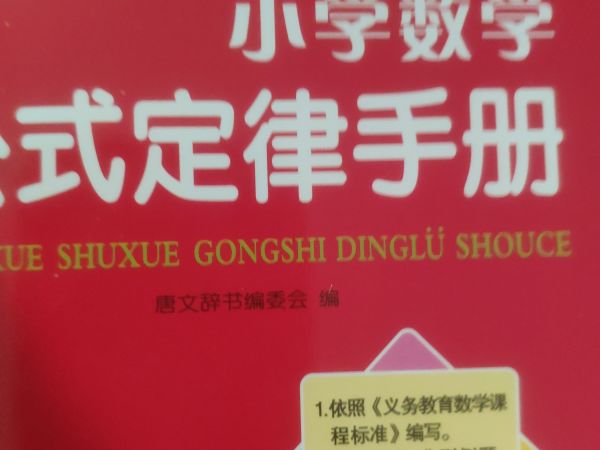 小学数学
公式定律手册
XUE SHUXUE GONGSHI DINGLÜ SHOUCE
唐文辞书编委会 编
1.依照《义务教育数学课
程标准》编写。